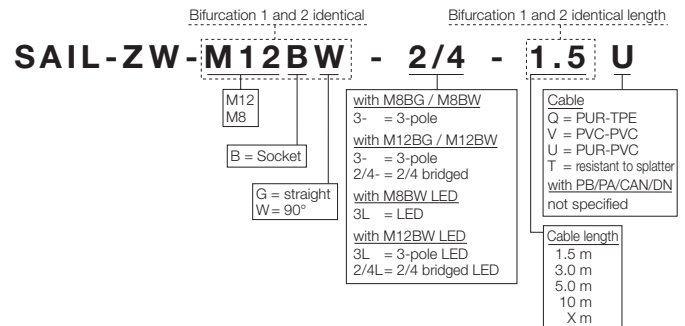 Bifurcation 1 and 2 identical
Bifurcation 1 and 2 identical length
SAIL-ZW-M12BW - 2/4 - 1.5 U
M12
M8
B = Socket
G = straight
W = 90°
with M8BG / M8BW
3- = 3-pole
with M12BG / M12BW
3- = 3-pole
2/4- = 2/4 bridged
with M8BW LED
3L = LED
with M12BW LED
3L = 3-pole LED
2/4L= 2/4 bridged LED
Cable
Q = PUR-TPE
V = PVC-PVC
U = PUR-PVC
T = resistant to splatter
with PB/PA/CAN/DN
not specified
Cable length
1.5 m
3.0 m
5.0 m
10 m
X m